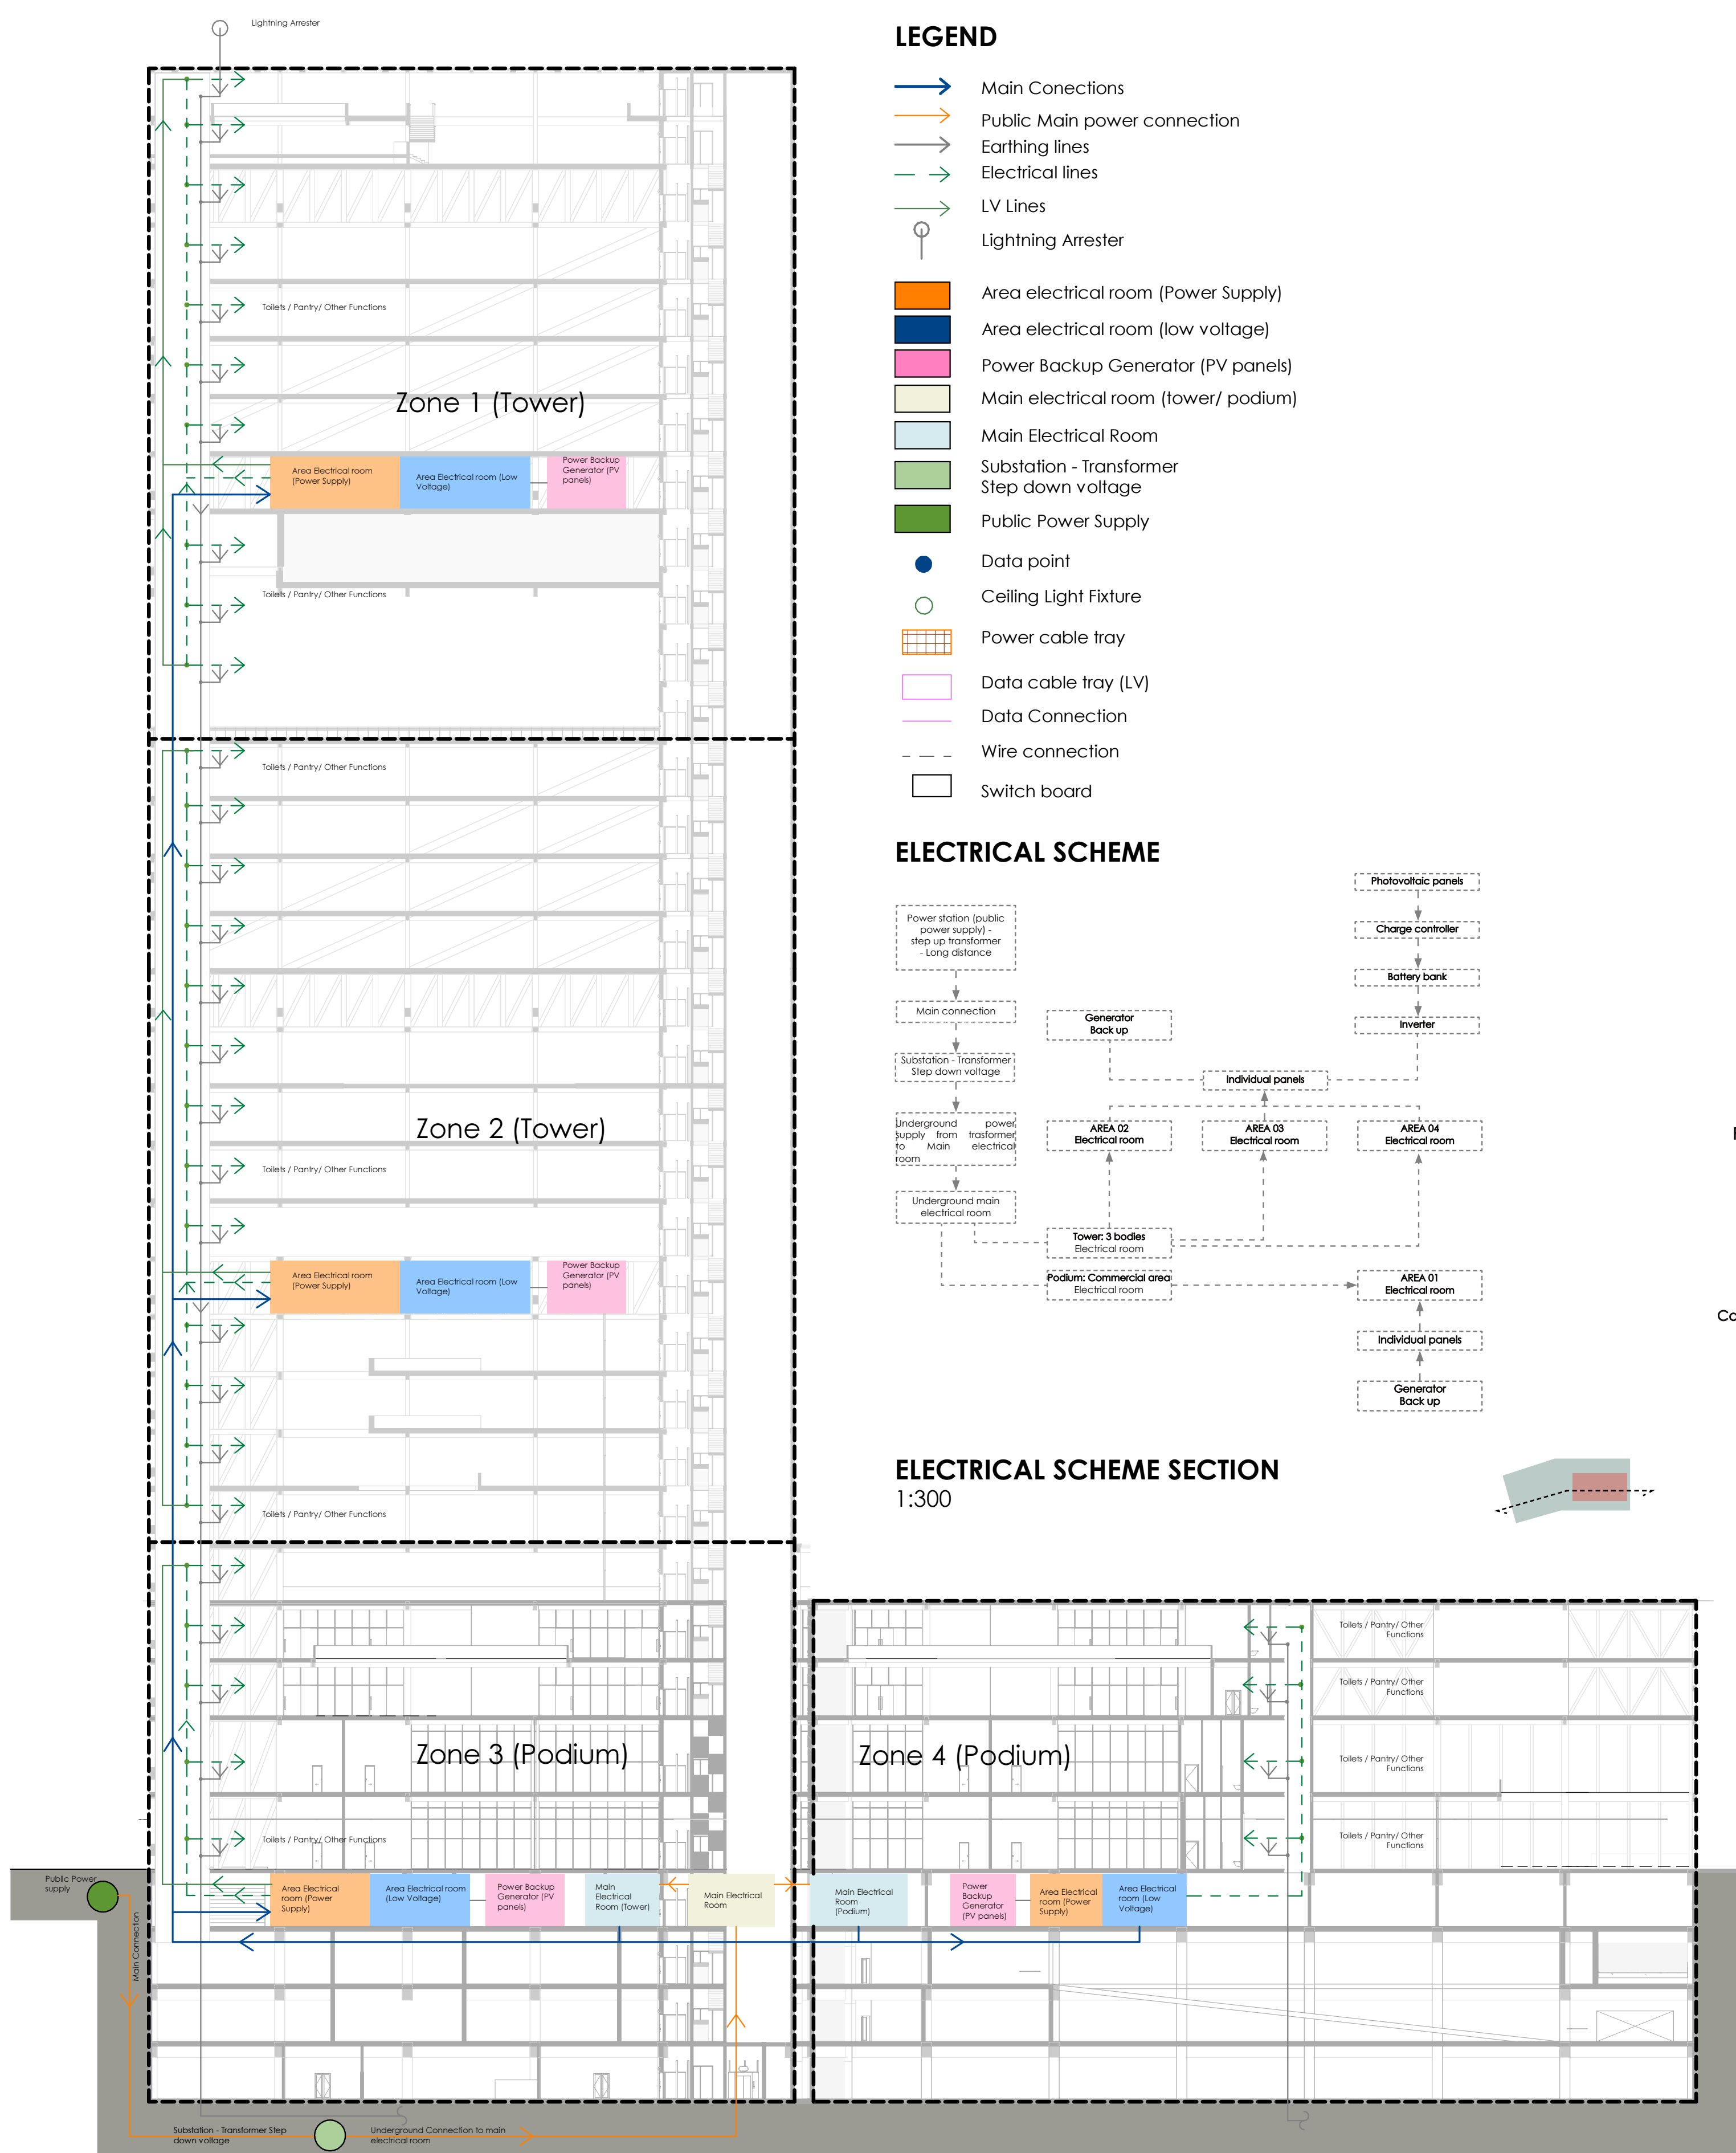 Lightning Arrester
Toilets / Pantry/ Other Functions
Zone 1 (Tower)
Area Electrical room
(Power Supply)
Area Electrical room (Low
Voltage)
Power Backup
Generator (PV
panels)
Toilets / Pantry/ Other Functions
Toilets / Pantry/ Other Functions
Zone 2 (Tower)
Toilets / Pantry/ Other Functions
Area Electrical room
(Power Supply)
Area Electrical room (Low
Voltage)
Power Backup
Generator (PV
panels)
Toilets / Pantry/ Other Functions
Zone 3 (Podium)
Toilets / Pantry/ Other Functions
Public Power
supply
Main Connection
Area Electrical
room (Power
Supply)
Area Electrical room
(Low Voltage)
Power Backup
Generator (PV
panels)
Main
Electrical
Room (Tower)
Main Electrical
Room
Substation - Transformer Step
down voltage
Underground Connection to main
electrical room
Zone 4 (Podium)
Toilets / Pantry/ Other
Functions
Toilets / Pantry/ Other
Functions
Toilets / Pantry/ Other
Functions
Toilets / Pantry/ Other
Functions
Main Electrical
Room
(Podium)
Power
Backup
Generator
(PV panels)
Area Electrical
room (Power
Supply)
Area Electrical
room (Low
Voltage)
LEGEND
Main Conections
Public Main power connection
Earthing lines
Electrical lines
LV Lines
Lightning Arrester
Area electrical room (Power Supply)
Area electrical room (low voltage)
Power Backup Generator (PV panels)
Main electrical room (tower/ podium)
Main Electrical Room
Substation - Transformer
Step down voltage
Public Power Supply
Data point
Ceiling Light Fixture
Power cable tray
Data cable tray (LV)
Data Connection
Wire connection
Switch board
ELECTRICAL SCHEME
Power station (public
power supply) -
step up transformer
- Long distance
Main connection
Substation - Transformer
Step down voltage
Underground power
supply from trasformer
to Main electrical
room
Underground main
electrical room
Generator
Back up
Photovoltaic panels
Charge controller
Battery bank
Inverter
Individual panels
AREA 02
Electrical room
AREA 03
Electrical room
AREA 04
Electrical room
Tower: 3 bodies
Electrical room
Podium: Commercial area
Electrical room
AREA 01
Electrical room
Individual panels
Generator
Back up
ELECTRICAL SCHEME SECTION
1:300
Co